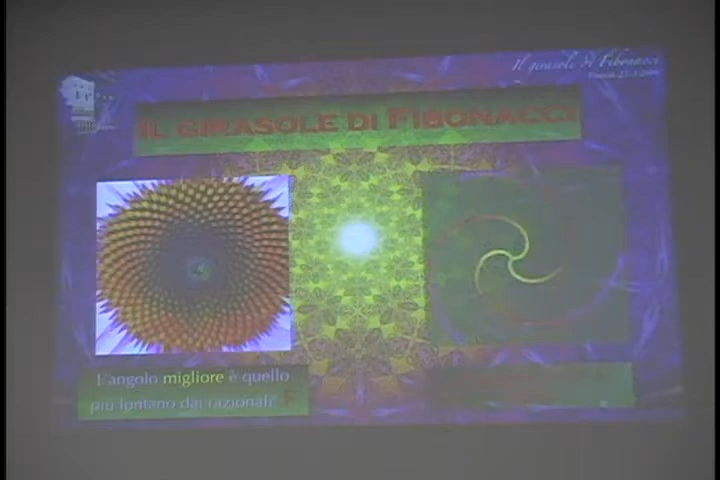 Il girasole di Fibonacci
IL GIRASOLE DI FIBONACCI
L'angolo migliore è quello
più lontano dai razionali